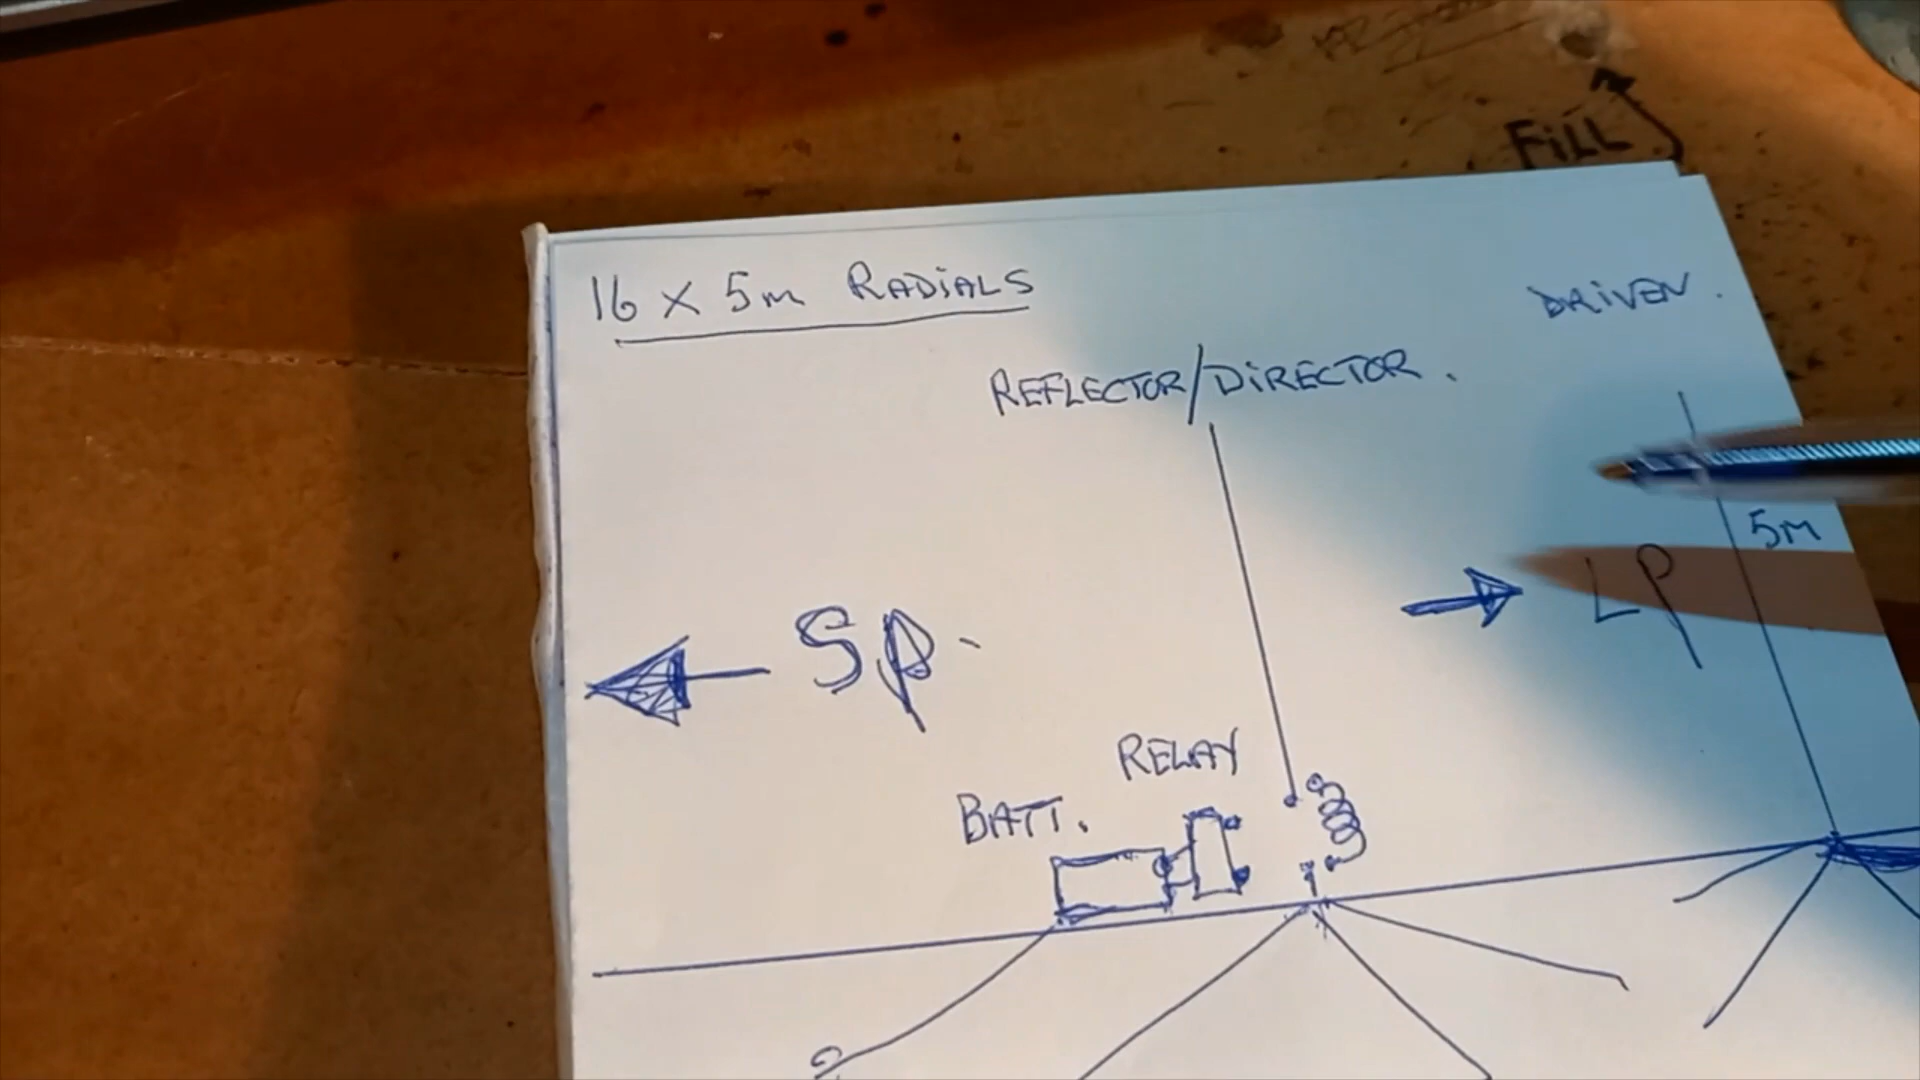 FiLL
16 X 5m RADiALS
DRiVEN.
REFLECTOR/DiRECTOR.
5M
LP
Sp.
RELAY
BATT.